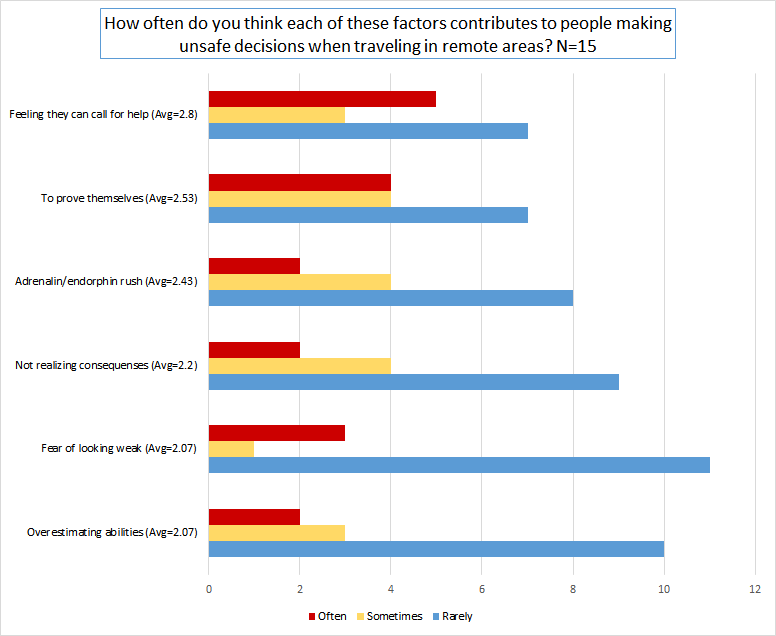 How often do you think each of these factors contributes to people making
unsafe decisions when traveling in remote areas? N=15
Feeling they can call for help (Avg=2.8)
To prove themselves (Avg=2.53)
Adrenalin/endorphin rush (Avg=2.43)
Not realizing consequenses (Avg=2.2)
Fear of looking weak (Avg=2.07)
Overestimating abilities (Avg=2.07)
0 2 4 6 8 10 12
Often Sometimes Rarely